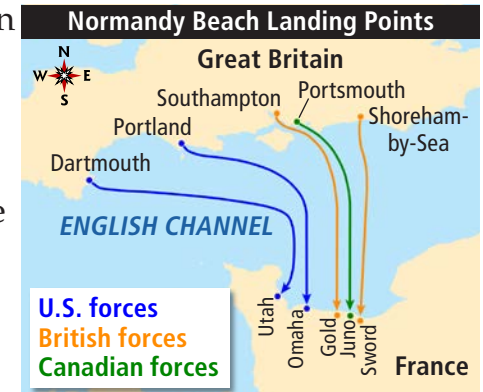 n
Normandy Beach Landing Points
N
W E
S
Great Britain
Southampton
Portsmouth
Shoreham-
by-Sea
Portland
Dartmouth
e
ENGLISH CHANNEL
U.S. forces
British forces
Canadian forces
Utah
Omaha
Gold
Juno
Sword
France